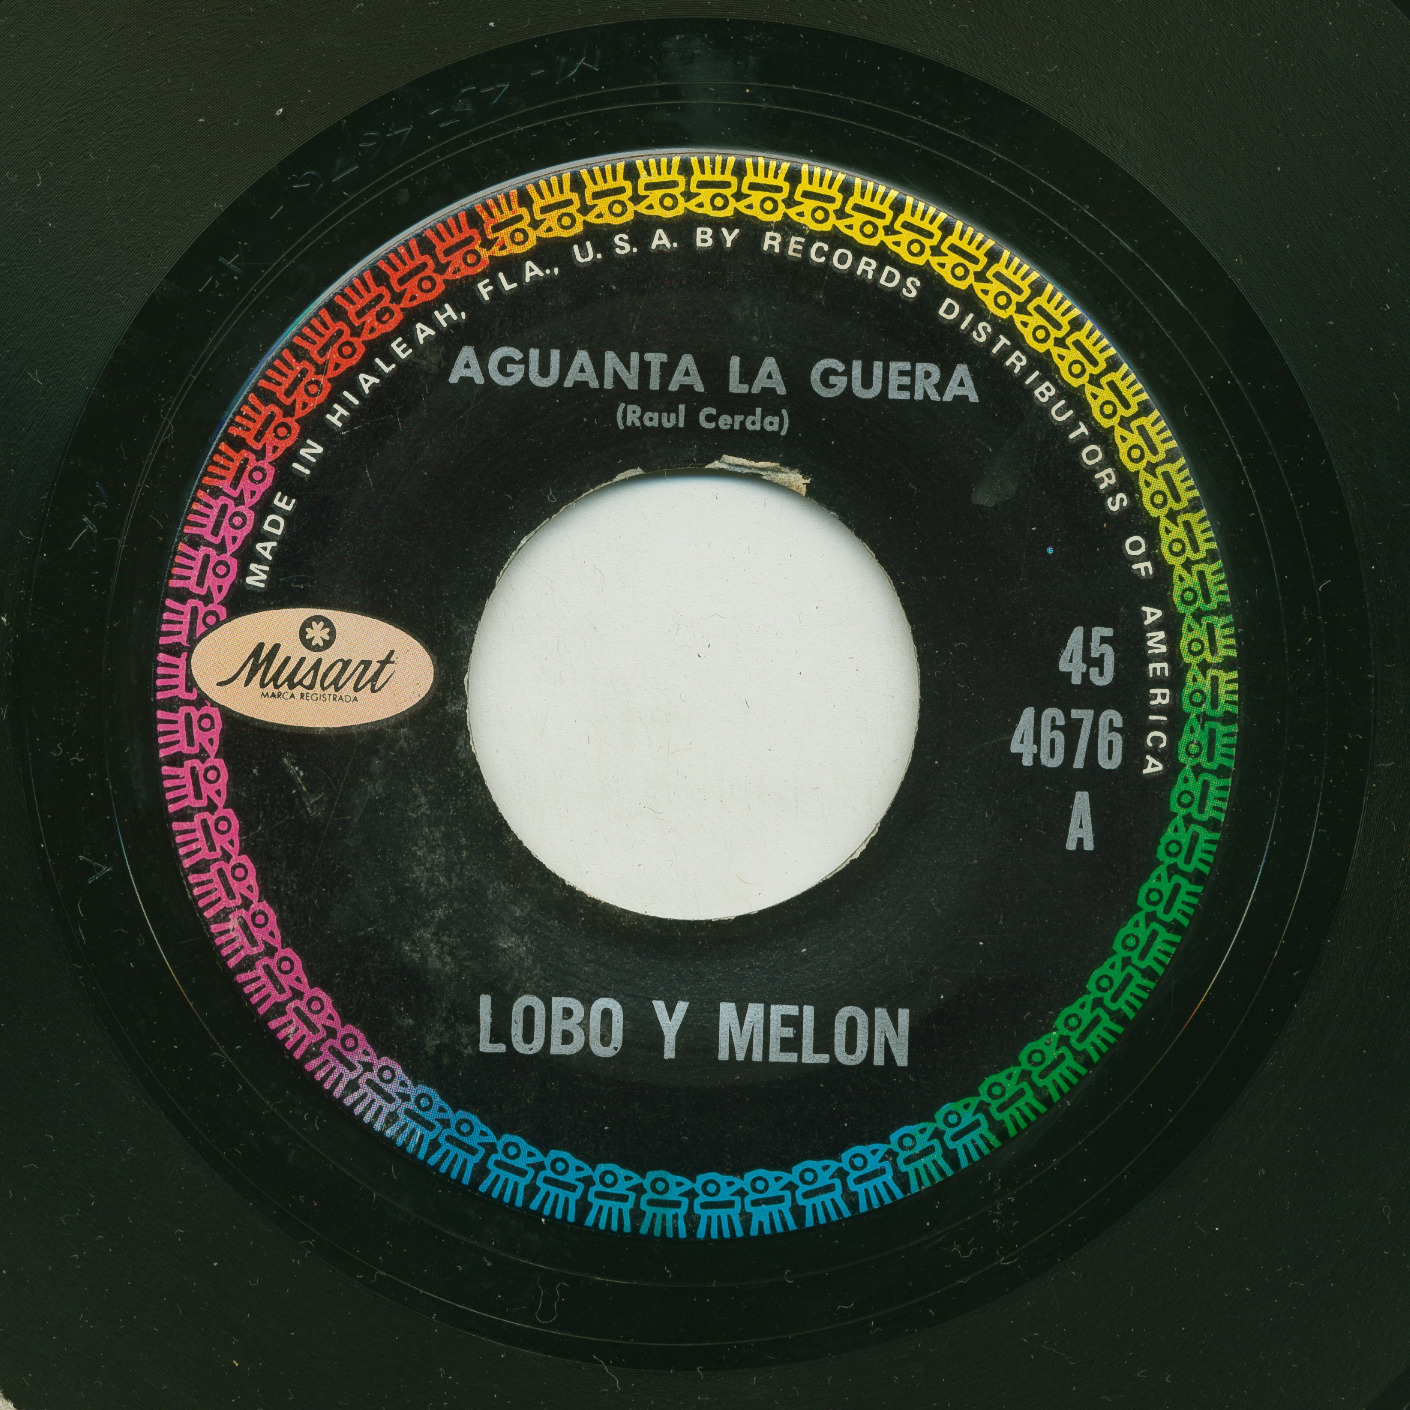 MADE IN HIALEAH, FLA., U. S. A. BY RECORDS DISTRIBUTORS OF AMERICA
AGUANTA LA GUERA
(Raul Cerda)
Musart
MARCA REGISTRADA
45
4676
A
LOBO Y MELON